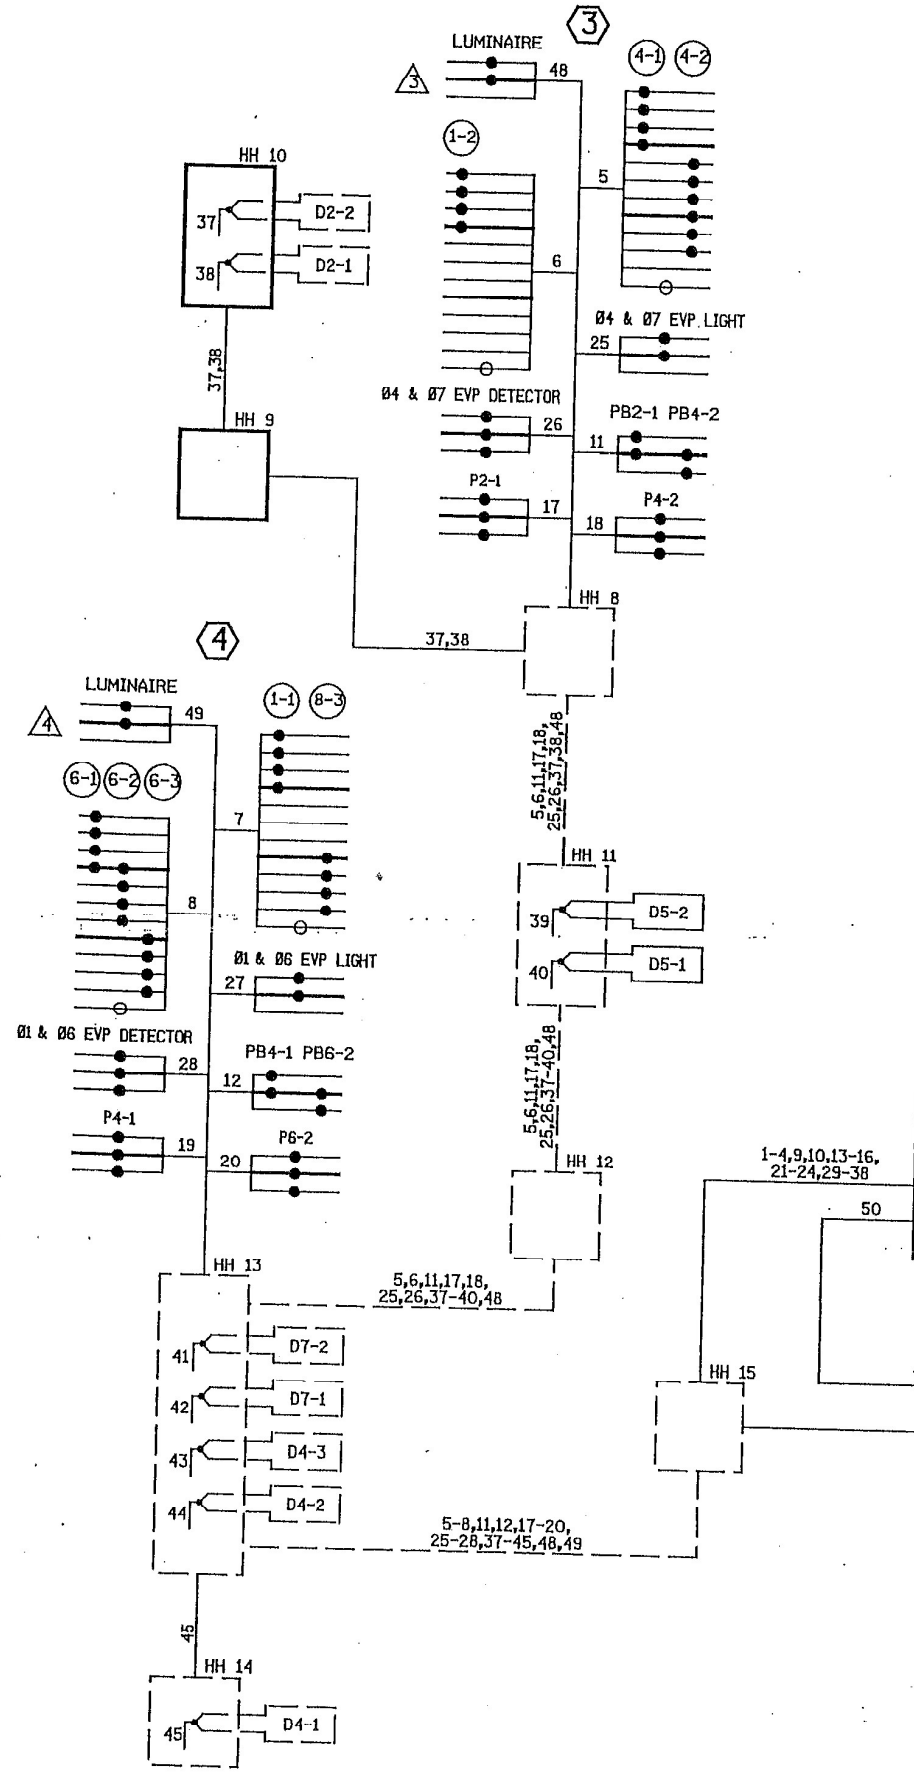 3
LUMINAIRE
48
3
4-1 4-2
1-2
5
6
HH 10
37
D2-2
38
D2-1
37,38
HH 9
Ø4 & Ø7 EVP LIGHT
25
Ø4 & Ø7 EVP DETECTOR
26
PB2-1 PB4-2
11
P2-1
17
P4-2
18
HH 8
37,38
4
LUMINAIRE
49
4
1-1 8-3
6-1 6-2 6-3
7
8
5,6,11,17,18,
25,26,37,38,48
HH 11
39
D5-2
40
D5-1
Ø1 & Ø6 EVP LIGHT
27
Ø1 & Ø6 EVP DETECTOR
28
PB4-1 PB6-2
12
P4-1
19
P6-2
20
5,6,11,17,18,
25,26,37-40,48
HH 12
1-4,9,10,13-16,
21-24,29-38
50
HH 13
5,6,11,17,18,
25,26,37-40,48
41
D7-2
42
D7-1
43
D4-3
44
D4-2
HH 15
5-8,11,12,17-20,
25-28,37-45,48,49
45
HH 14
45
D4-1